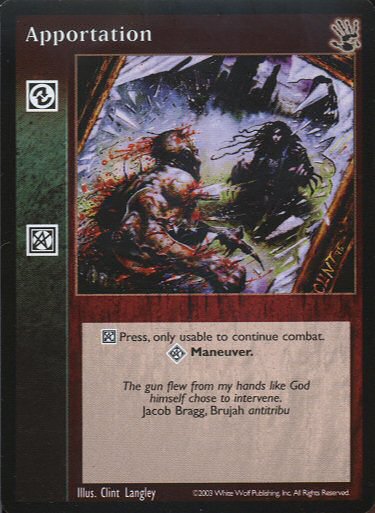 Apportation
CLINT
Press, only usable to continue combat.
Maneuver.
The gun flew from my hands like God
himself chose to intervene.
Jacob Bragg, Brujah antitribu
Illus. Clint Langley
©2003 White Wolf Publishing, Inc. All Rights Reserved.